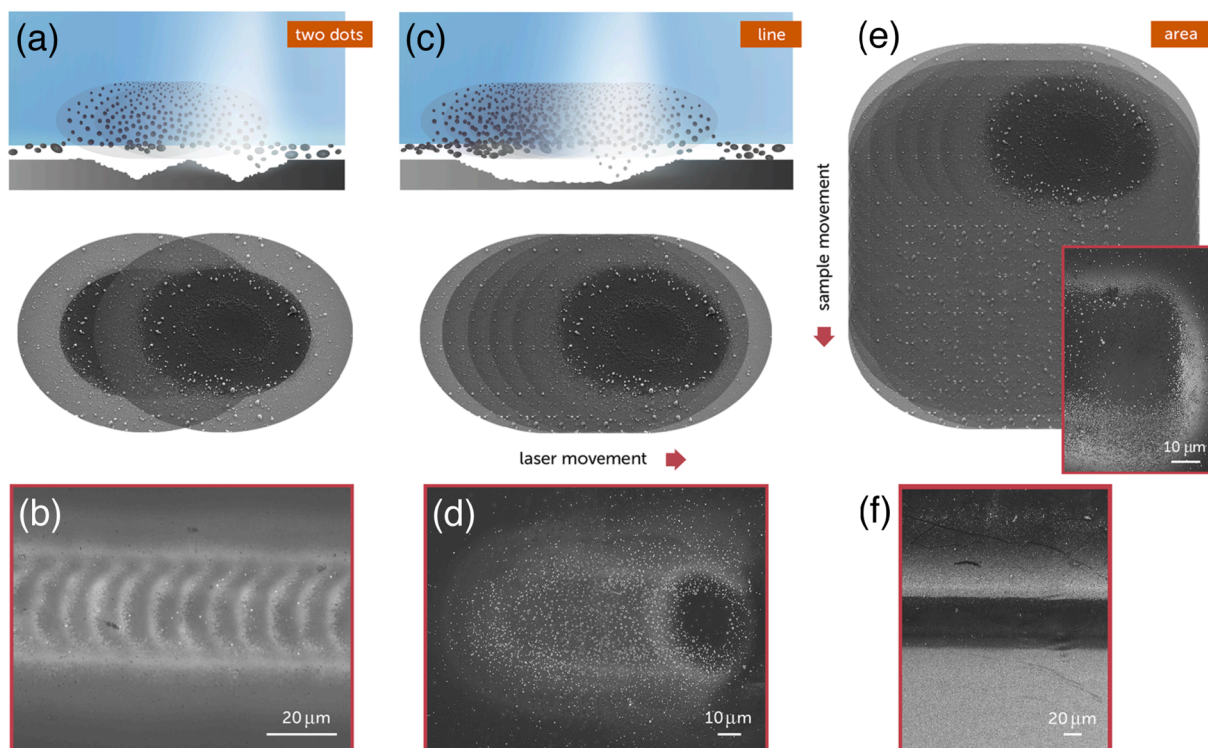 (a)
two dots
(c)
line
(e)
area
sample movement
10 μm
laser movement
(b)
20 μm
(d)
10 μm
(f)
20 μm